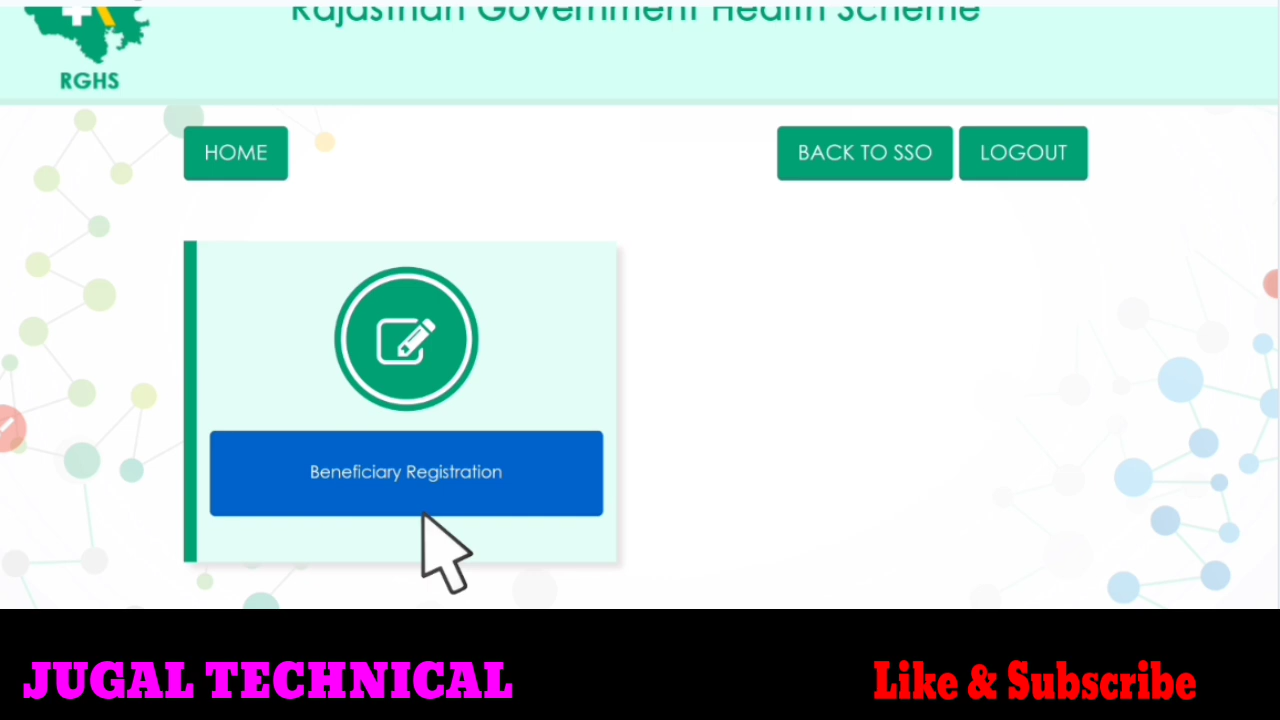 Rajasthan Government Health Scheme
RGHS
HOME
BACK TO SSO
LOGOUT
Beneficiary Registration
JUGAL TECHNICAL
Like & Subscribe